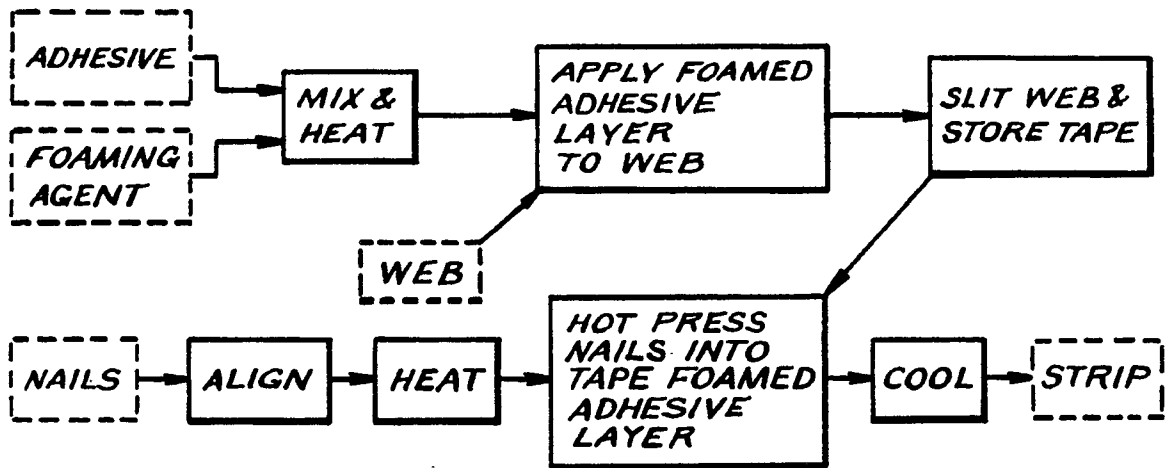 ADHESIVE
FOAMING
AGENT
MIX &
HEAT
APPLY FOAMED
ADHESIVE
LAYER
TO WEB
SLIT WEB &
STORE TAPE
WEB
NAILS
ALIGN
HEAT
HOT PRESS
NAILS INTO
TAPE FOAMED
ADHESIVE
LAYER
COOL
STRIP